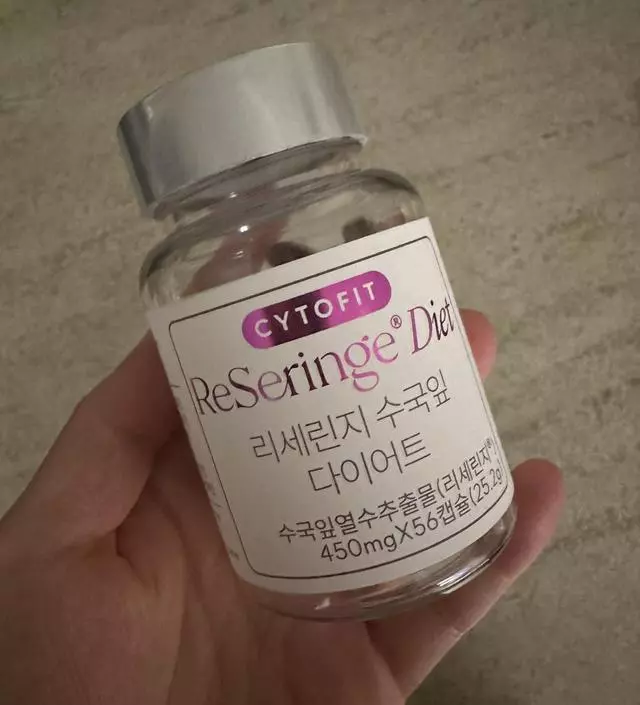 CYTOFIT
ReSeringe® Diet
리세린지 수국잎
다이어트
수국잎열수추출물(리세린지®)
450mgX56캡슐(25.2g)